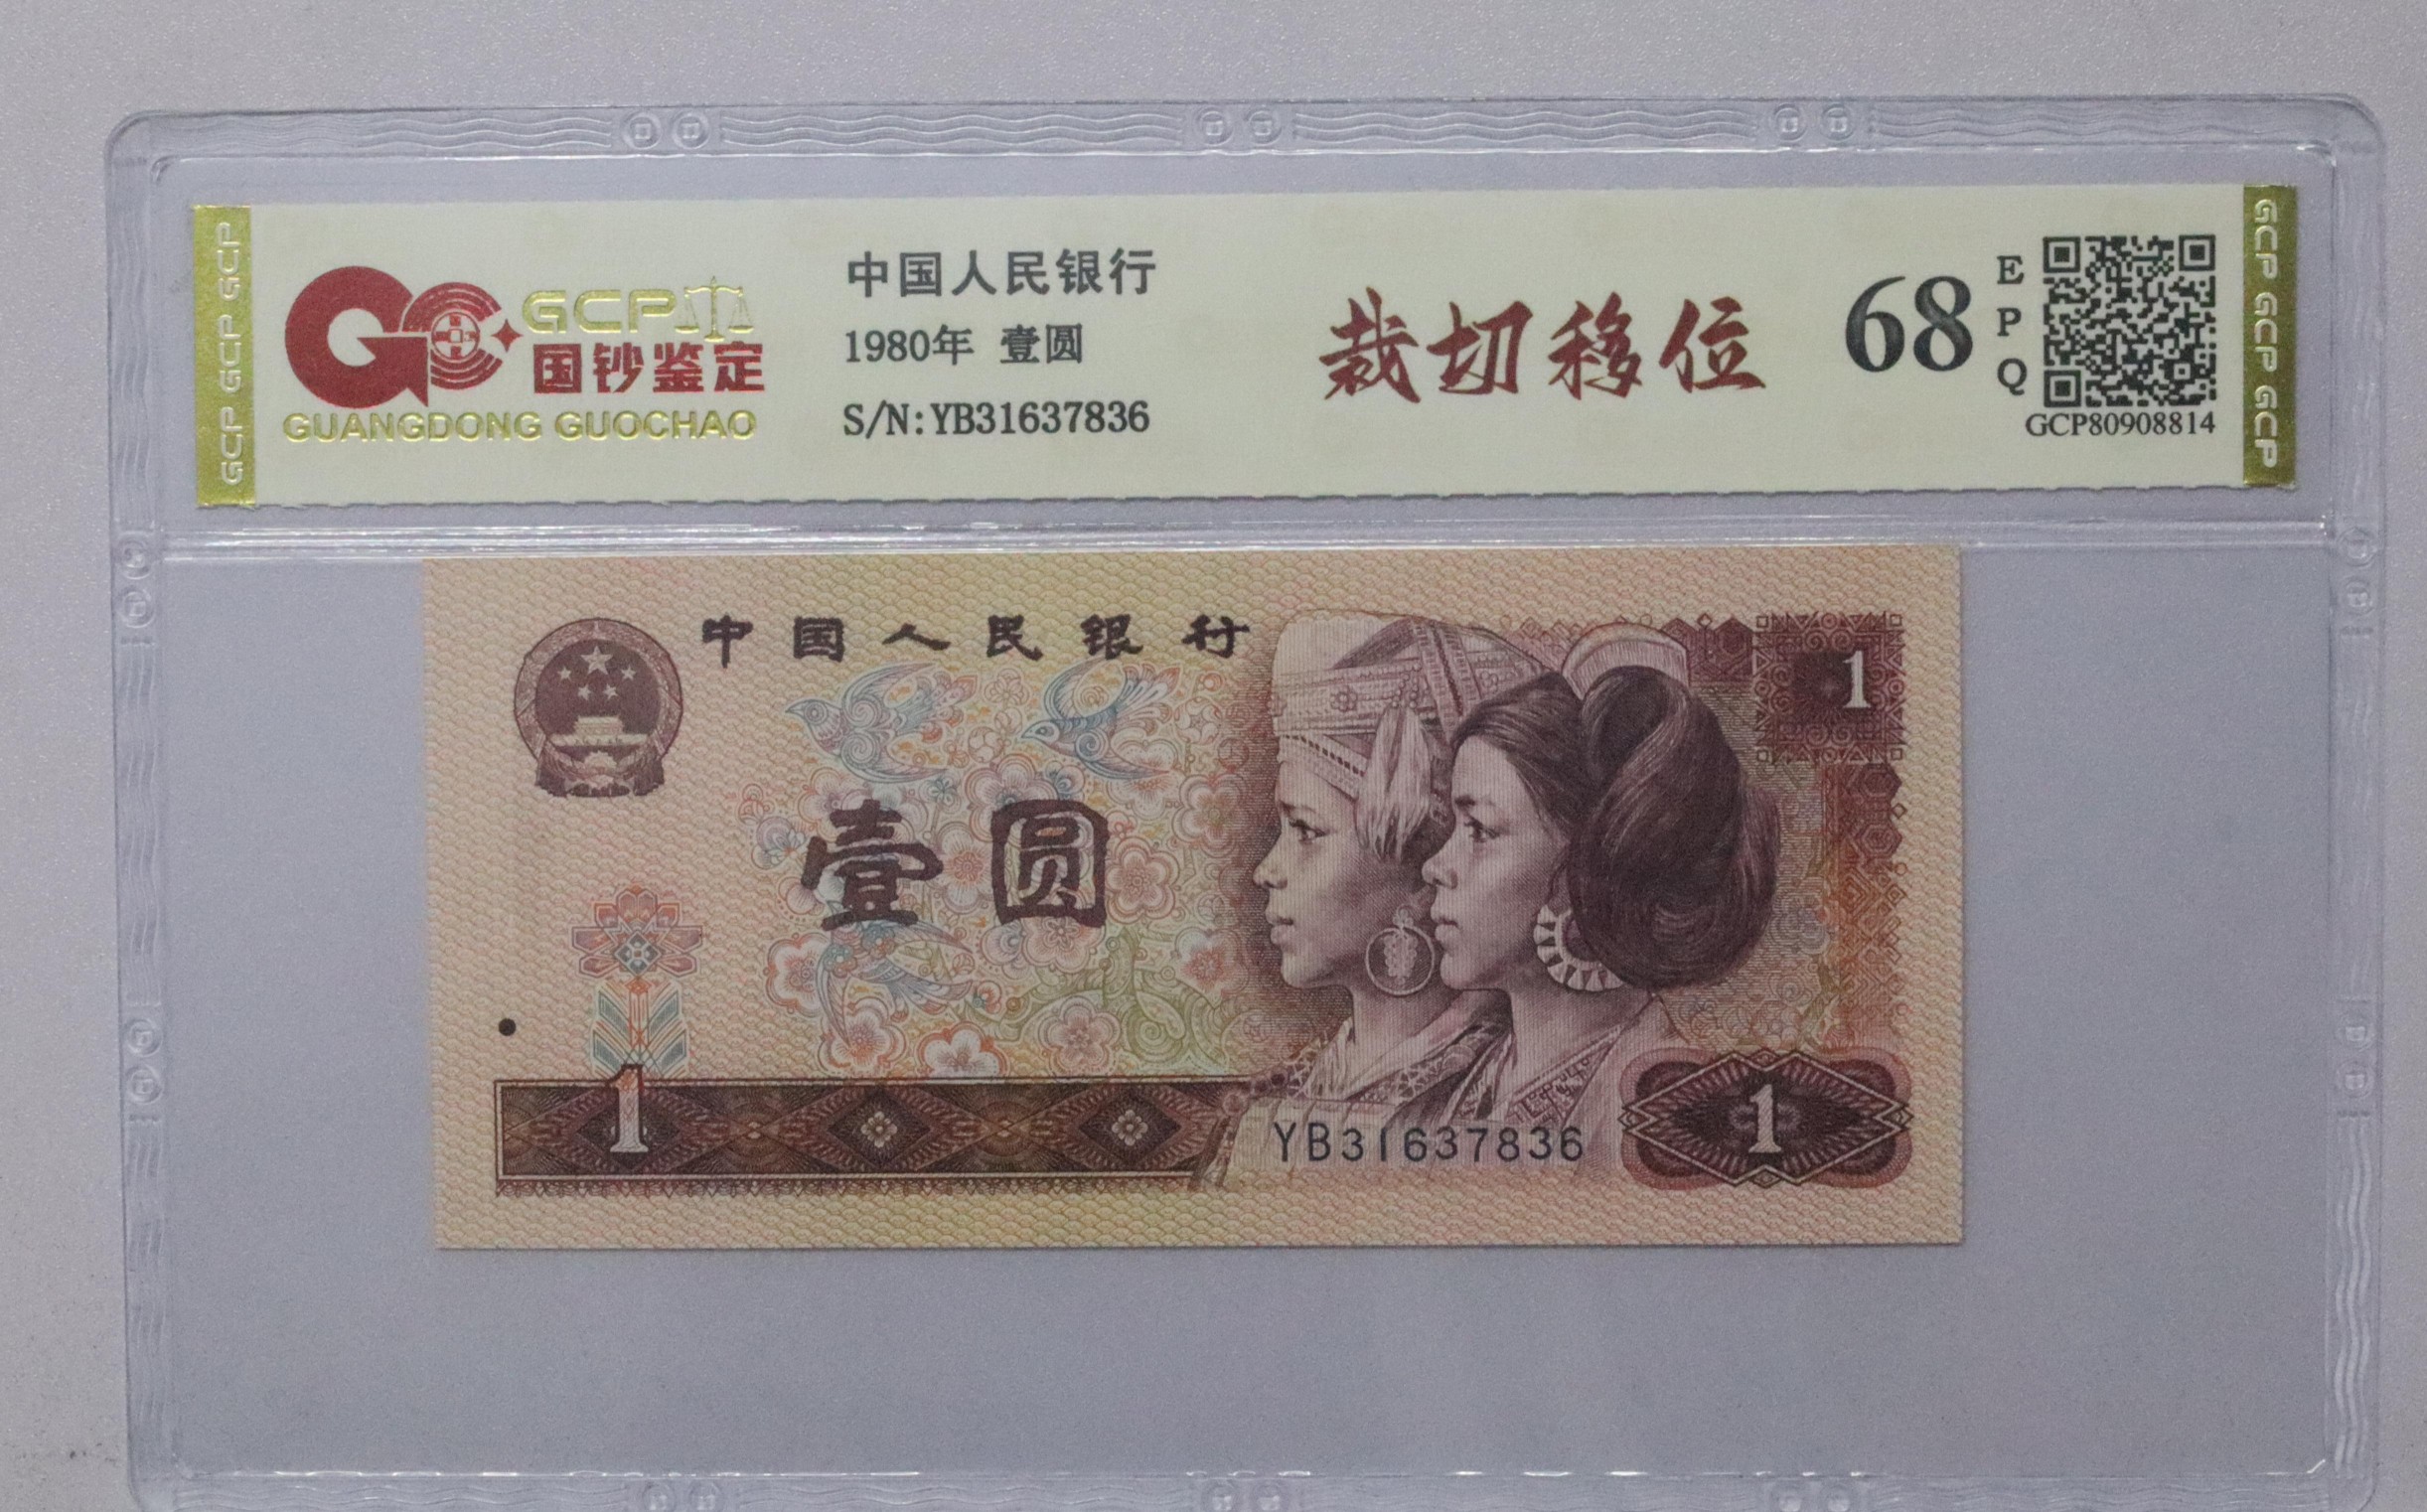 GCP GCP GCP
GCP
国钞鉴定
GUANGDONG GUOCHAO
中国人民银行
1980年 壹圆
S/N:YB31637836
裁切移位
68
EPQ
GCP80908814
GCP GCP GCP
中国人民银行
1
壹圆
1
YB31637836
1